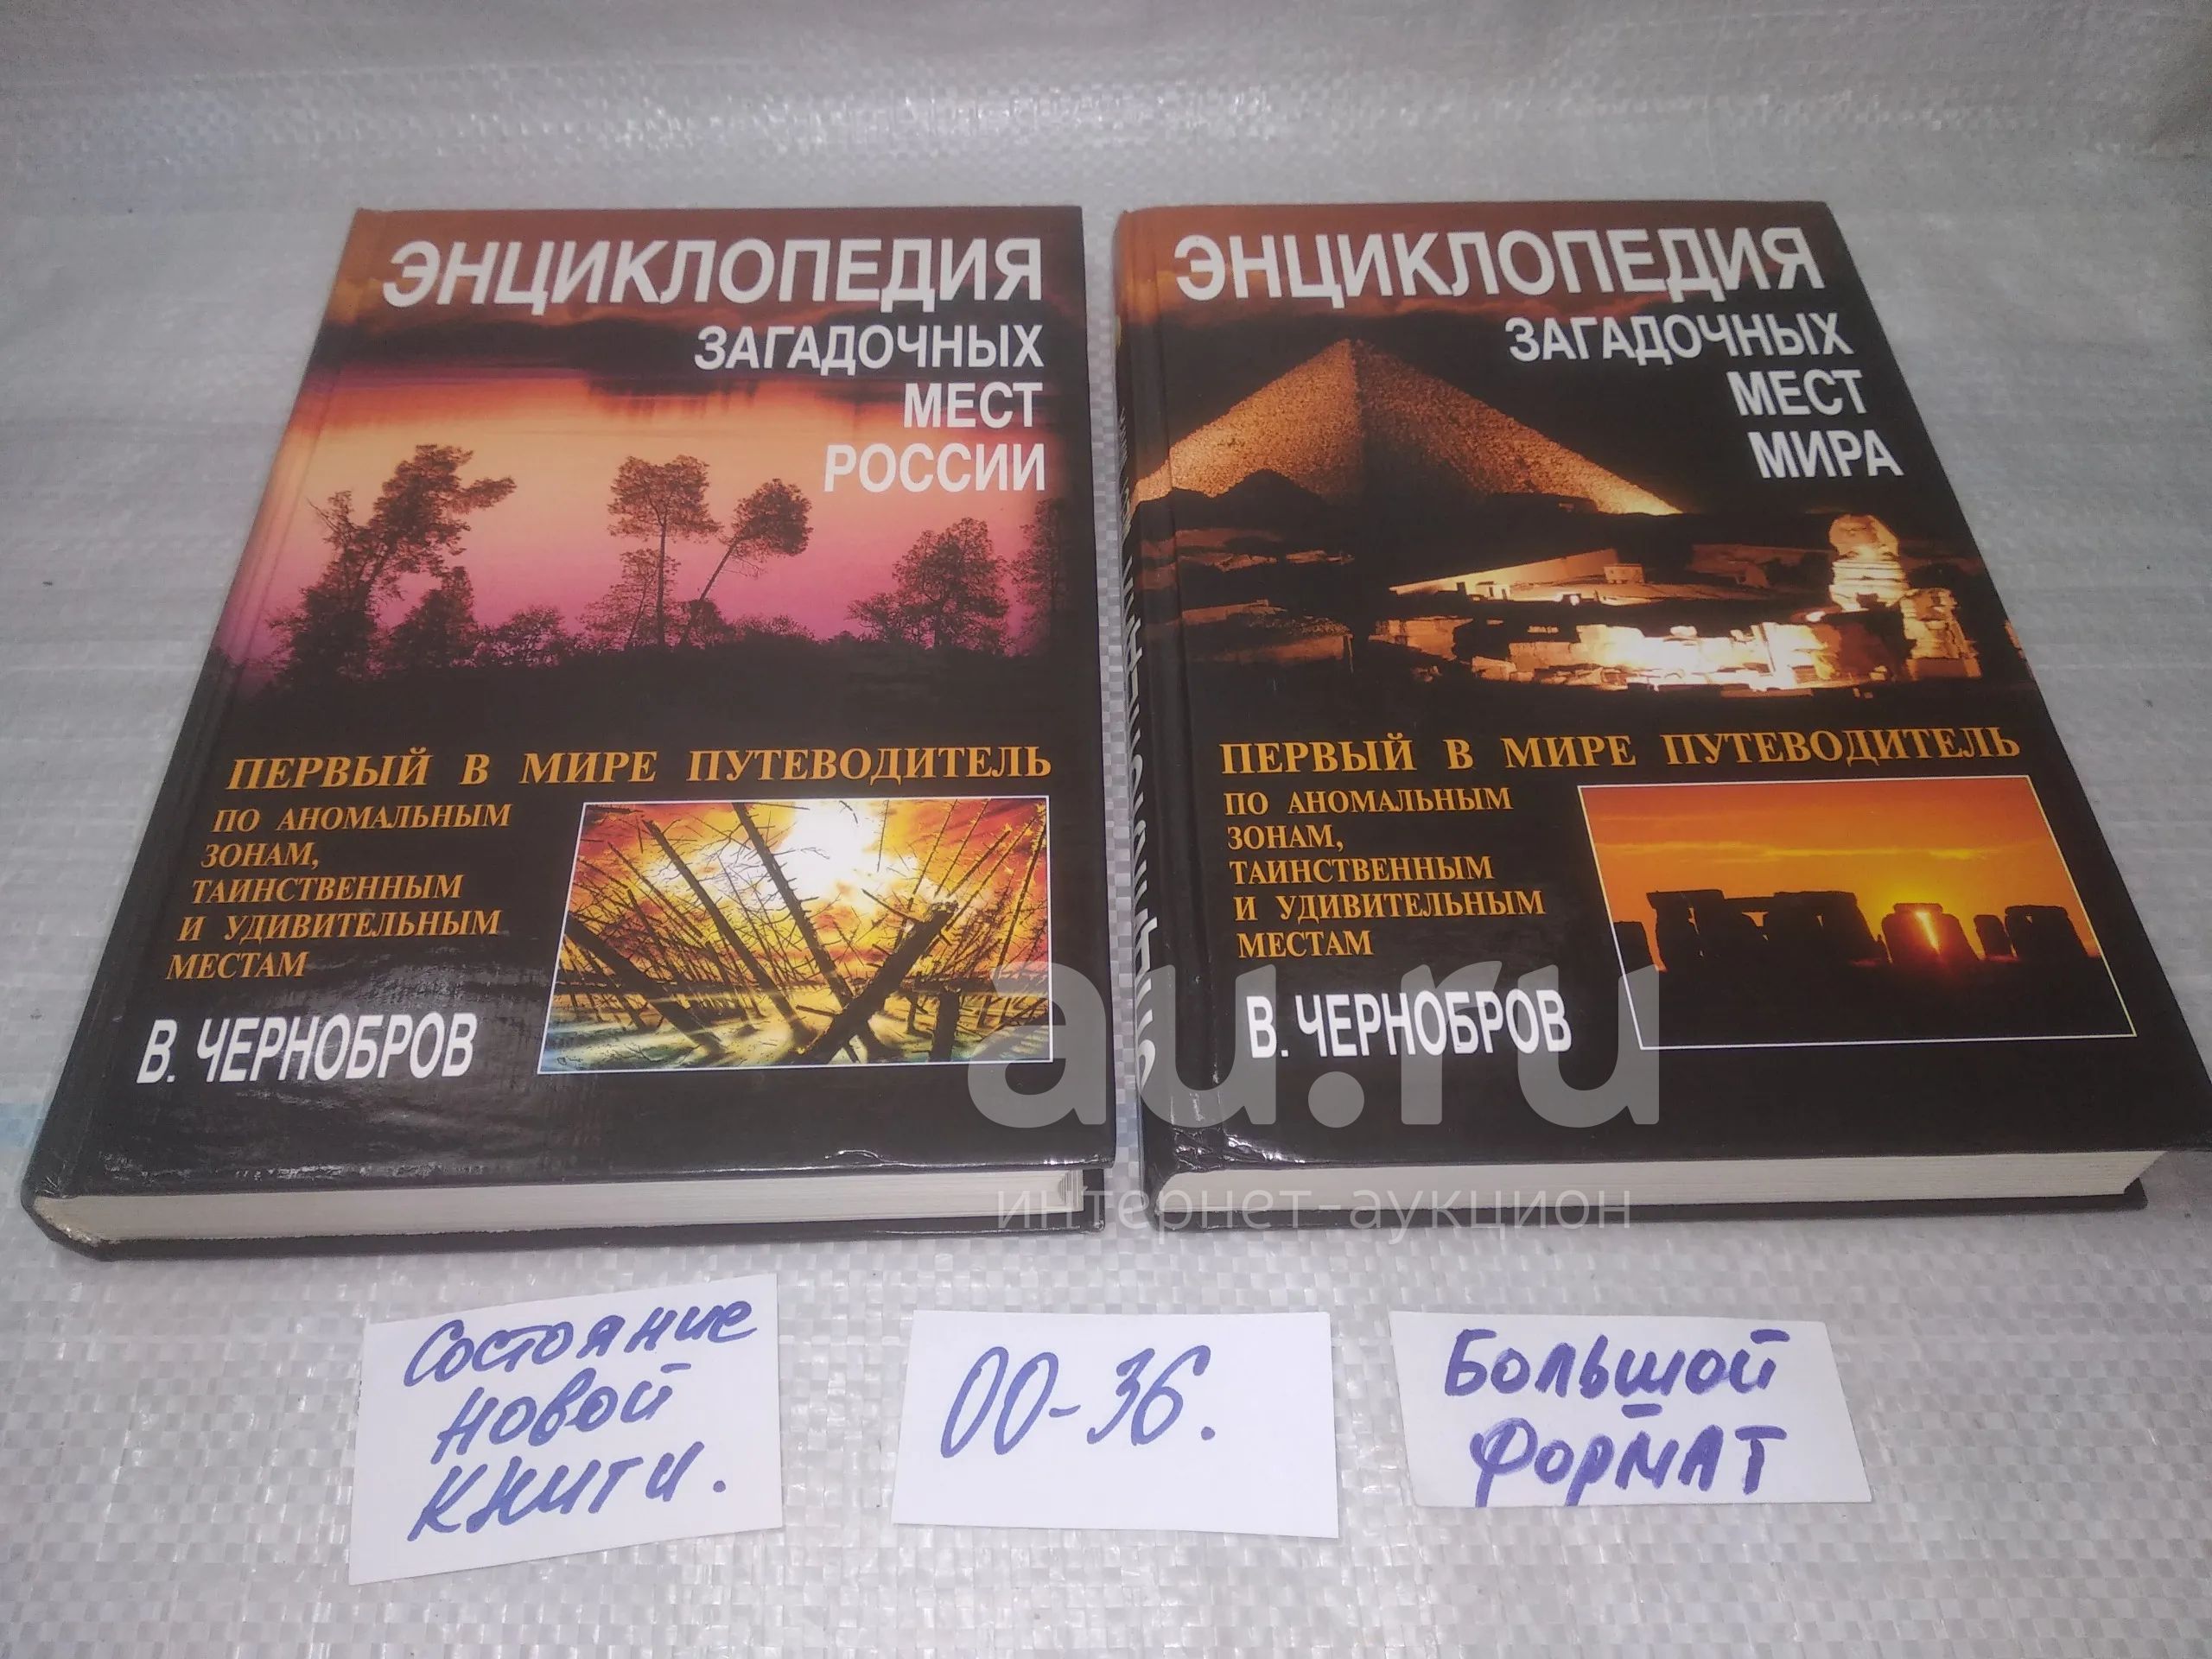 ЭНЦИКЛОПЕДИЯ
ЗАГАДОЧНЫХ
МЕСТ
РОССИИ
ПЕРВЫЙ В МИРЕ ПУТЕВОДИТЕЛЬ
ПО АНОМАЛЬНЫМ
ЗОНАМ,
ТАИНСТВЕННЫМ
И УДИВИТЕЛЬНЫМ
МЕСТАМ
В. ЧЕРНОБРОВ
ЭНЦИКЛОПЕДИЯ
ЗАГАДОЧНЫХ
МЕСТ
МИРА
ПЕРВЫЙ В МИРЕ ПУТЕВОДИТЕЛЬ
ПО АНОМАЛЬНЫМ
ЗОНАМ,
ТАИНСТВЕННЫМ
И УДИВИТЕЛЬНЫМ
МЕСТАМ
В. ЧЕРНОБРОВ
au.ru
интернет-аукцион
Состояние
новой
книги.
00-36.
Большой
формат